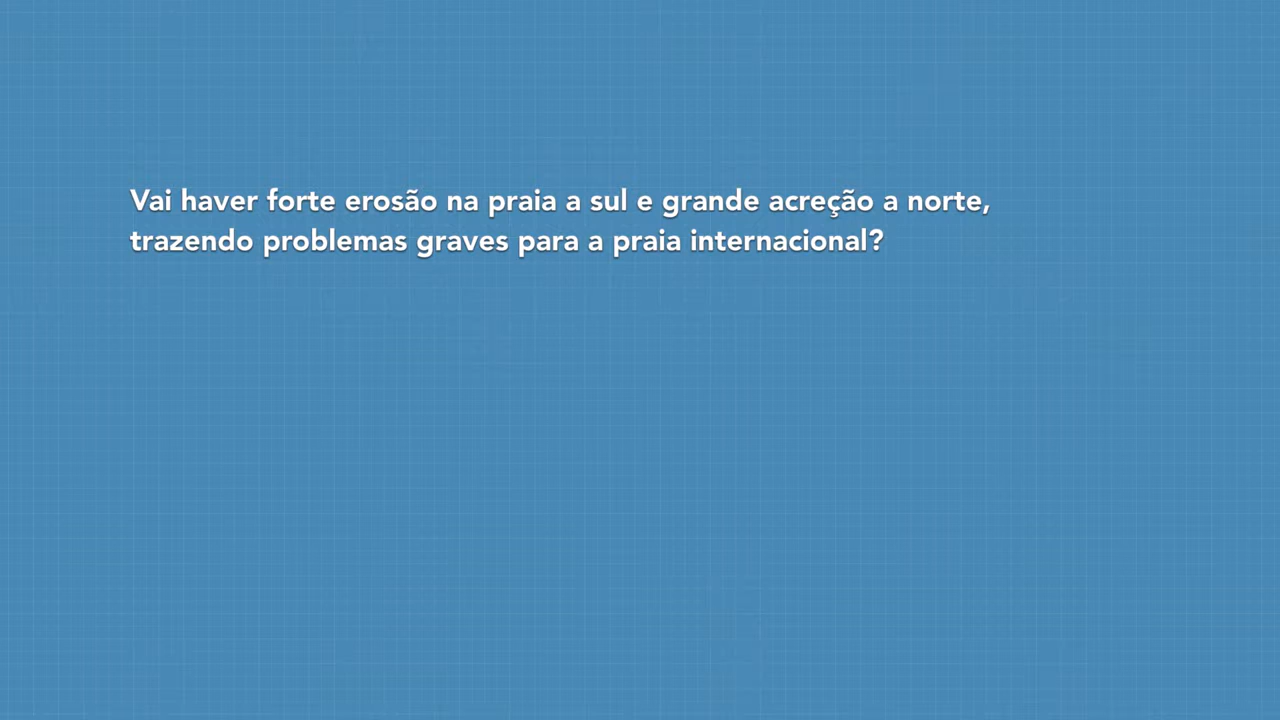 Vai haver forte erosão na praia a sul e grande acreção a norte,
trazendo problemas graves para a praia internacional?